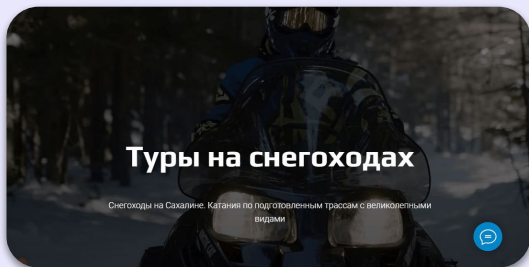 Туры на снегоходах
Снегоходы на Сахалине. Катания по подготовленным трассам с великолепными
видами